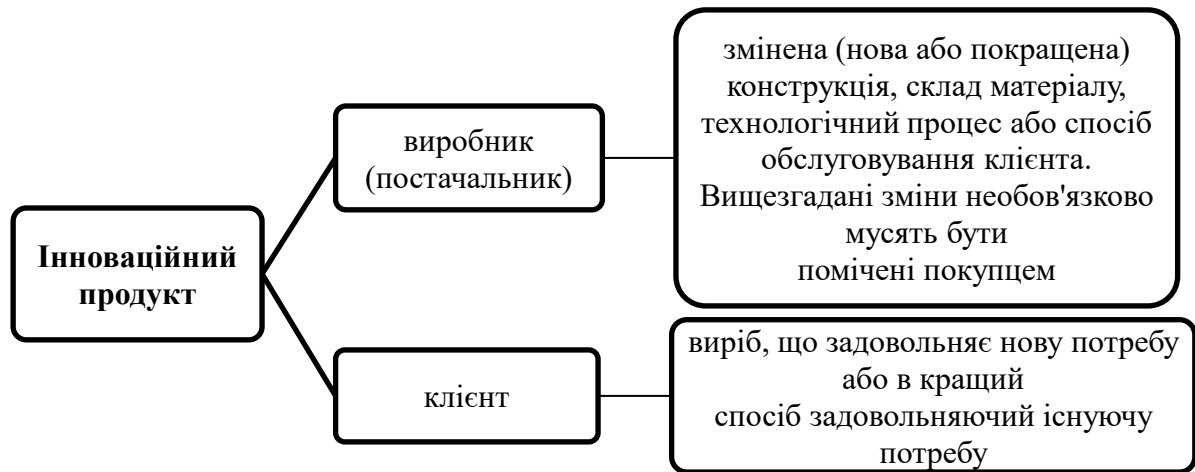 Інноваційний
продукт
виробник
(постачальник)
змінена (нова або покращена)
конструкція, склад матеріалу,
технологічний процес або спосіб
обслуговування клієнта.
Вищезгадані зміни необов'язково
мусять бути
помічені покупцем
клієнт
виріб, що задовольняє нову потребу
або в кращий
спосіб задовольняючий існуючу
потребу